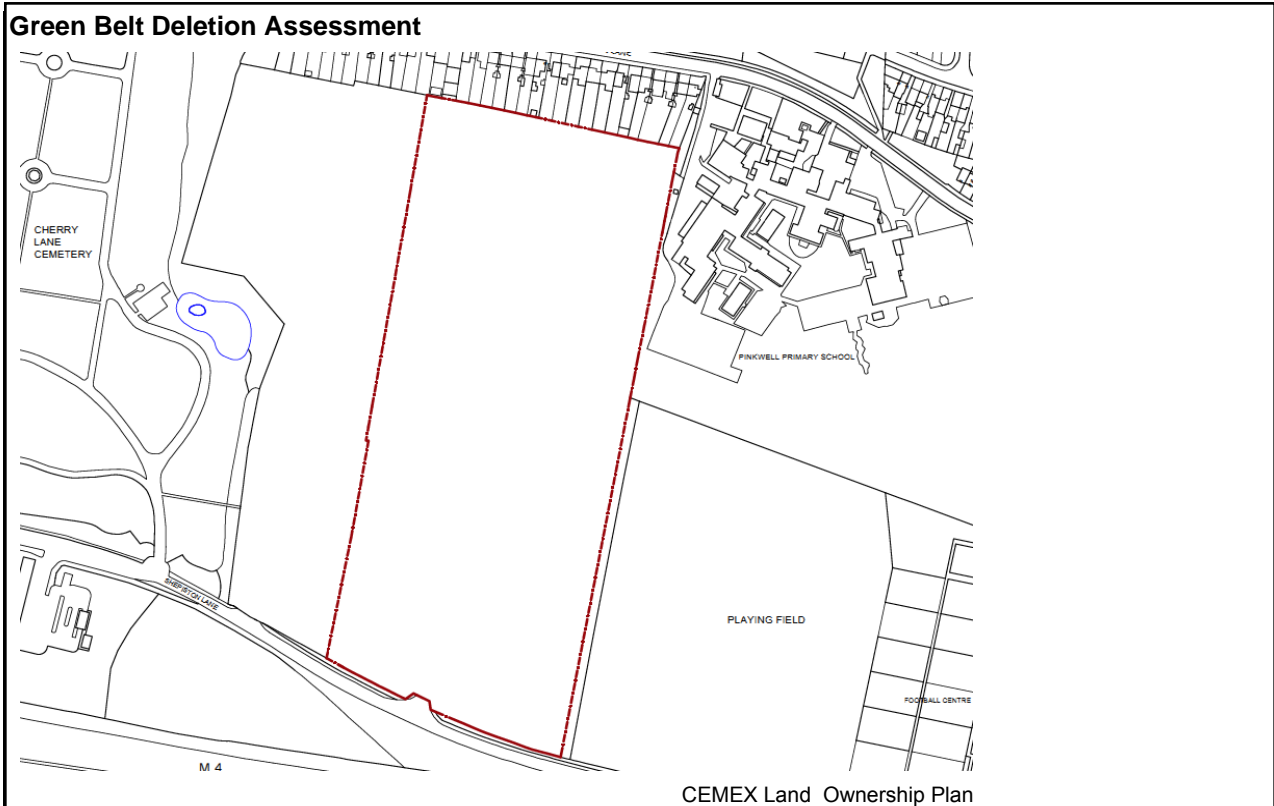 Green Belt Deletion Assessment
CHERRY
LANE
CEMETERY
PINKWELL PRIMARY SCHOOL
SHEPISTON LANE
PLAYING FIELD
FOOTBALL CENTRE
M 4
CEMEX Land Ownership Plan